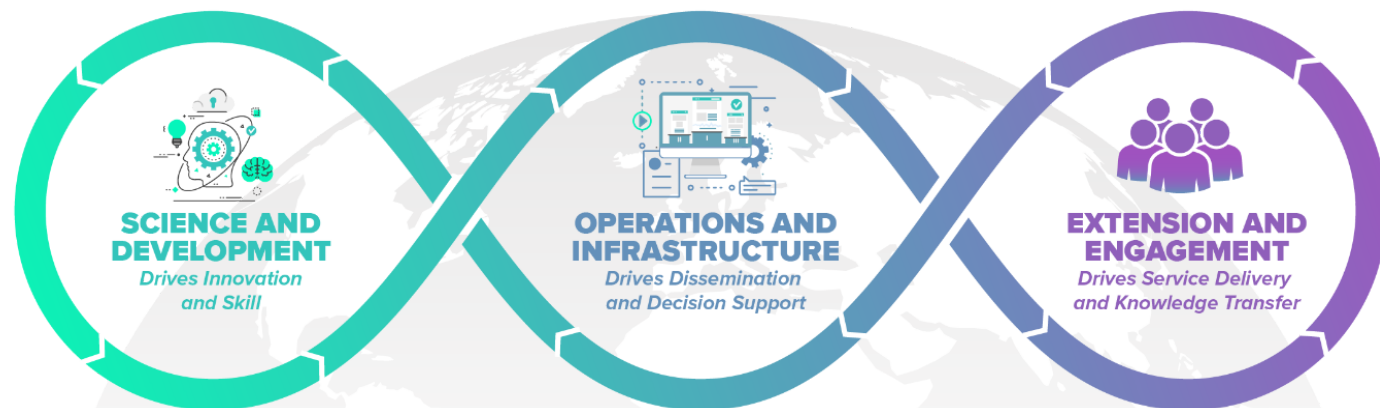 SCIENCE AND
DEVELOPMENT
Drives Innovation
and Skill
OPERATIONS AND
INFRASTRUCTURE
Drives Dissemination
and Decision Support
EXTENSION AND
ENGAGEMENT
Drives Service Delivery
and Knowledge Transfer